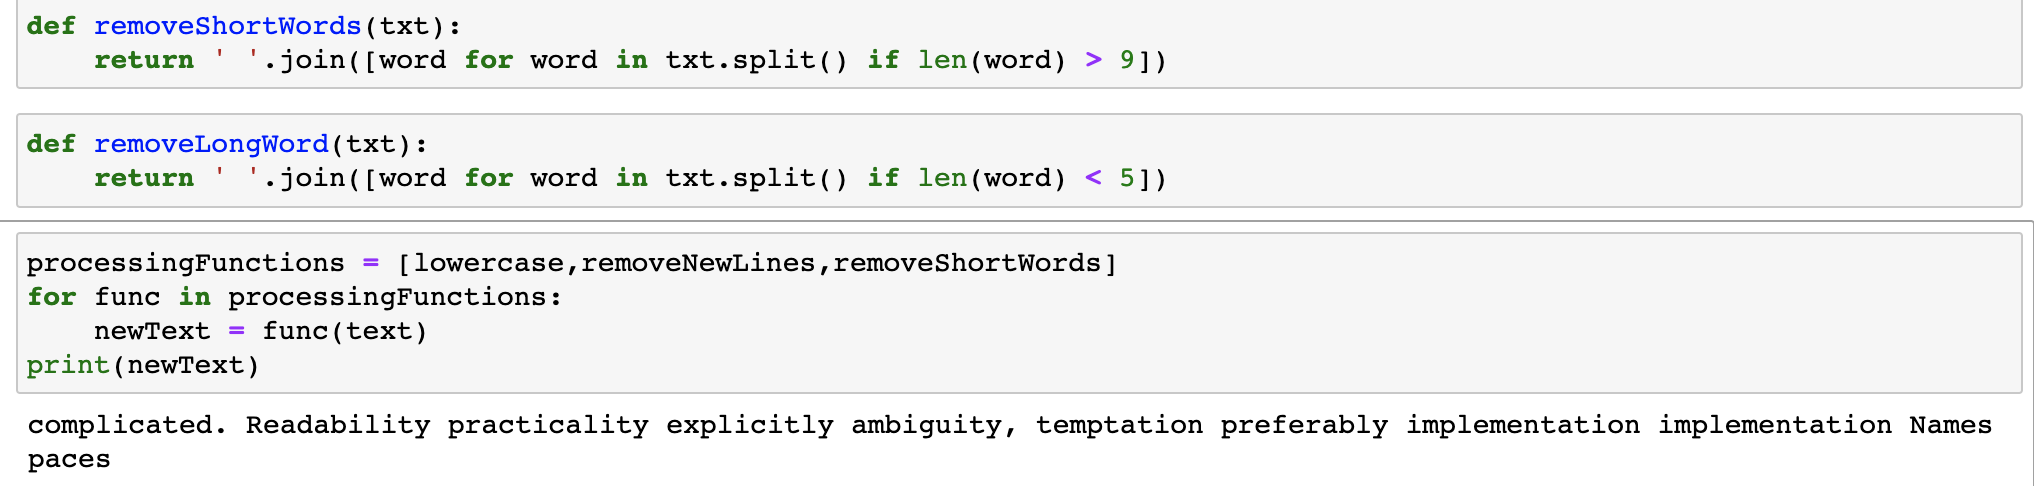 def removeShortWords(txt):
    return ' '.join([word for word in txt.split() if len(word) > 9])
def removeLongWord(txt):
    return ' '.join([word for word in txt.split() if len(word) < 5])
processingFunctions = [lowercase,removeNewLines,removeShortWords]
for func in processingFunctions:
    newText = func(text)
print(newText)
complicated. Readability practicality explicitly ambiguity, temptation preferably implementation implementation Names
paces